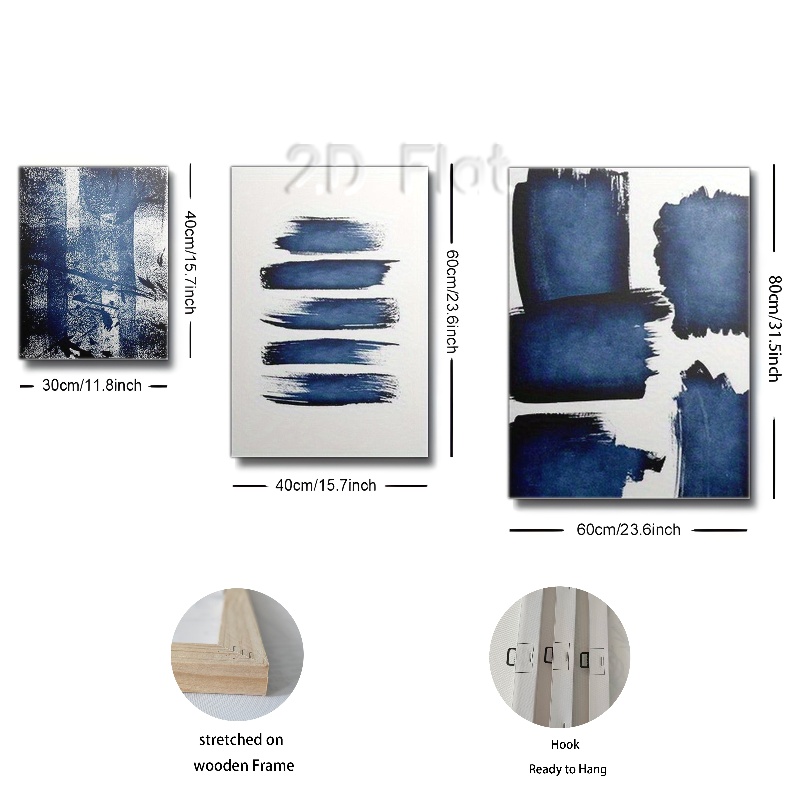 2D Flat
40cm/15.7inch
30cm/11.8inch
60cm/23.6inch
40cm/15.7inch
80cm/31.5inch
60cm/23.6inch
stretched on
wooden Frame
Hook
Ready to Hang